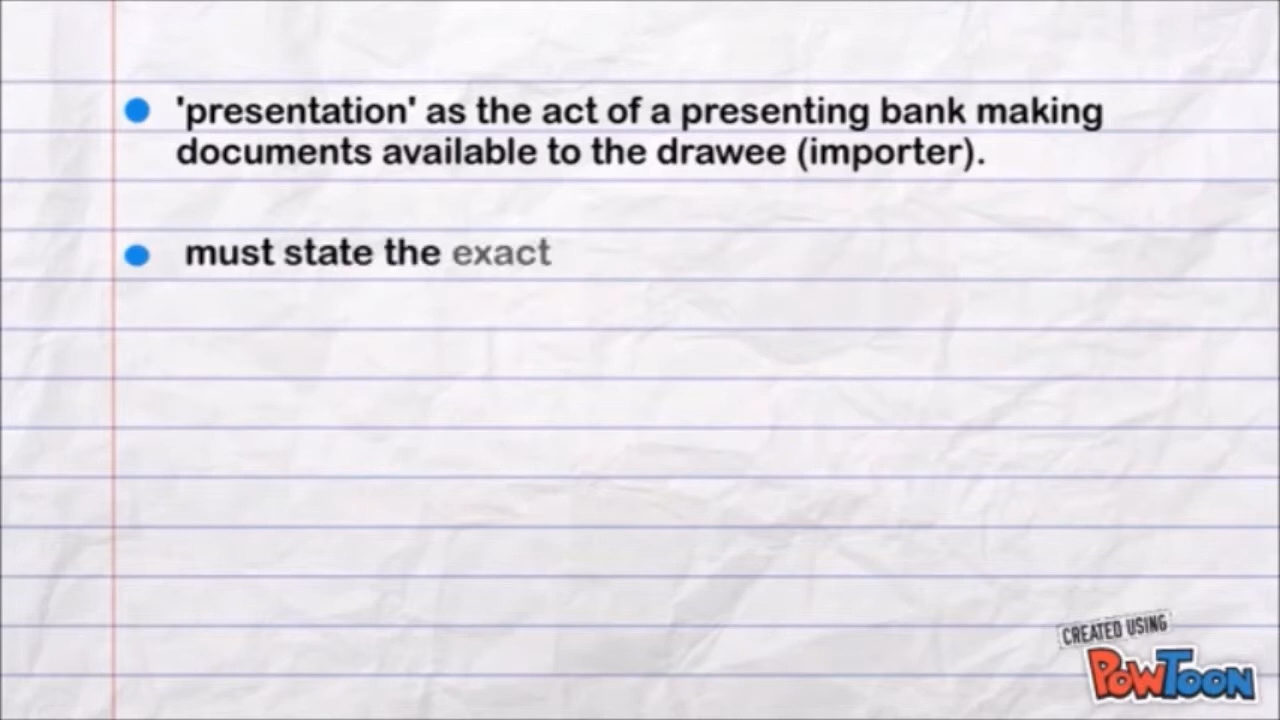 'presentation' as the act of a presenting bank making
documents available to the drawee (importer).
must state the exact
CREATED USING
POWTOON